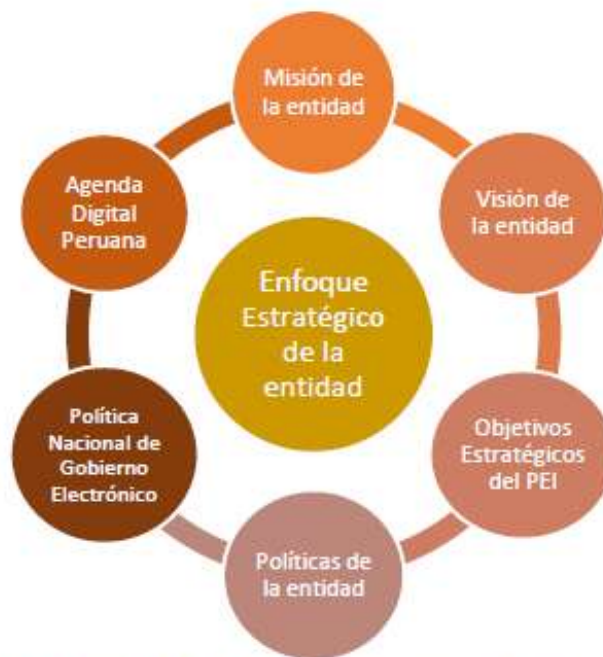 Misión de
la entidad
Visión de
la entidad
Objetivos
Estratégicos
del PEI
Políticas de
la entidad
Política
Nacional de
Gobierno
Electrónico
Agenda
Digital
Peruana
Enfoque
Estratégico
de la
entidad